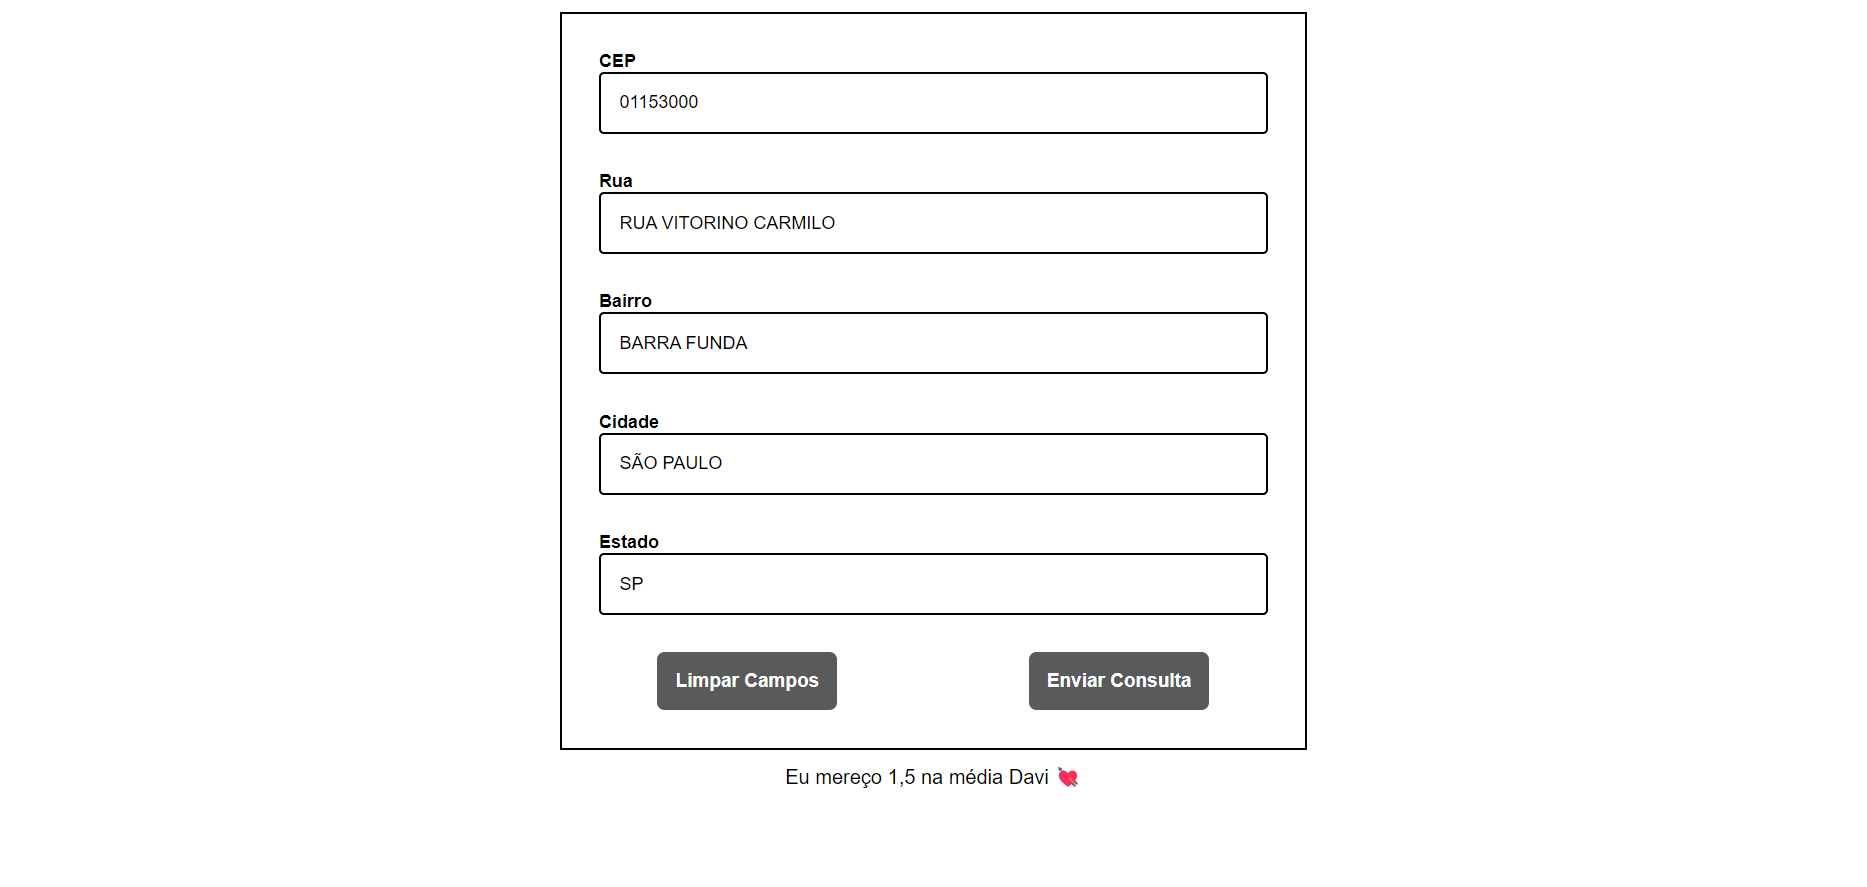 CEP
01153000
Rua
RUA VITORINO CARMILO
Bairro
BARRA FUNDA
Cidade
SÃO PAULO
Estado
SP
Limpar Campos
Enviar Consulta
Eu mereço 1,5 na média Davi 💘